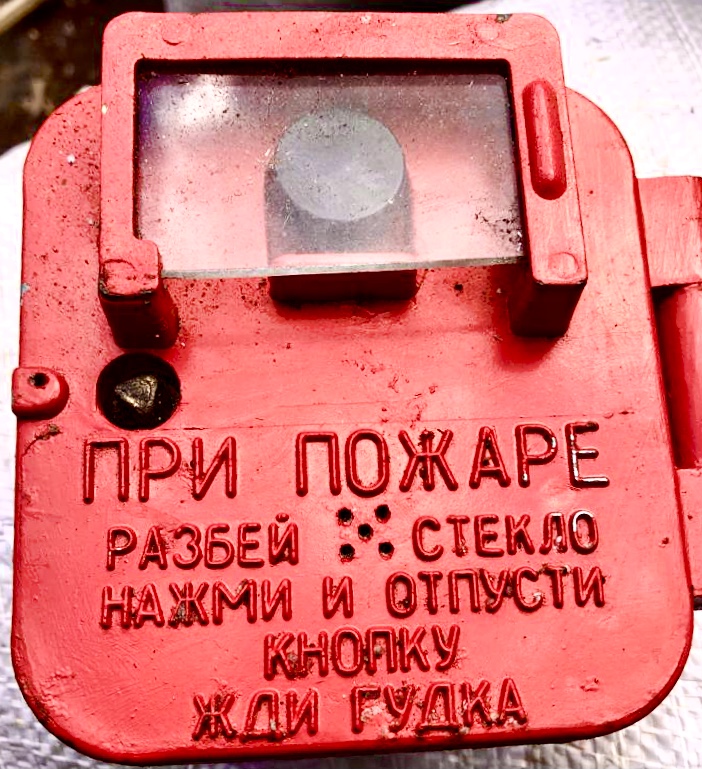 ПРИ ПОЖАРЕ
РАЗБЕЙ СТЕКЛО
НАЖМИ И ОТПУСТИ
КНОПКУ
ЖДИ ГУДКА